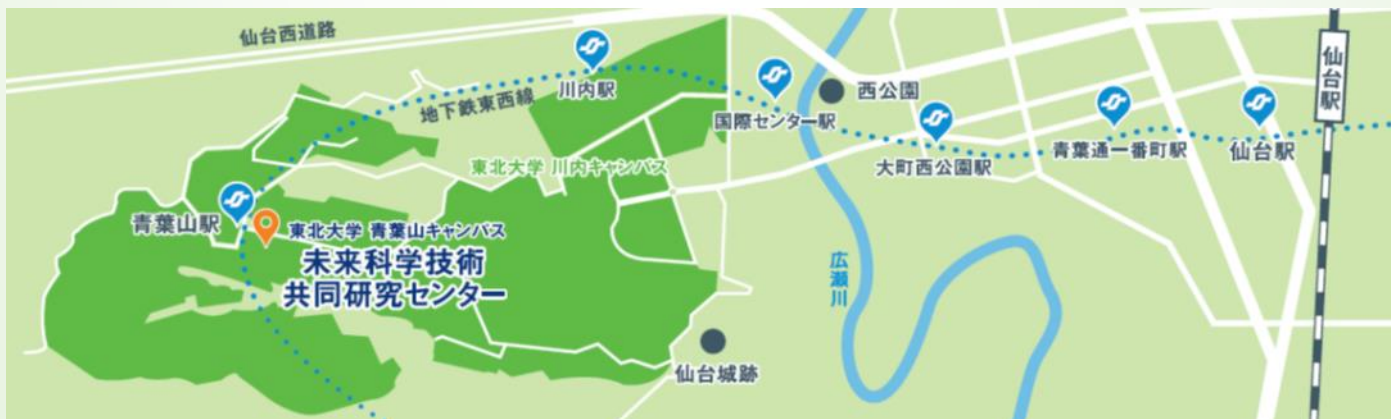 仙台西道路
川内駅
地下鉄東西線
国際センター駅
西公園
大町西公園駅
青葉通一番町駅
仙台駅
仙台駅
東北大学 川内キャンパス
青葉山駅
東北大学 青葉山キャンパス
未来科学技術
共同研究センター
広瀬川
仙台城跡